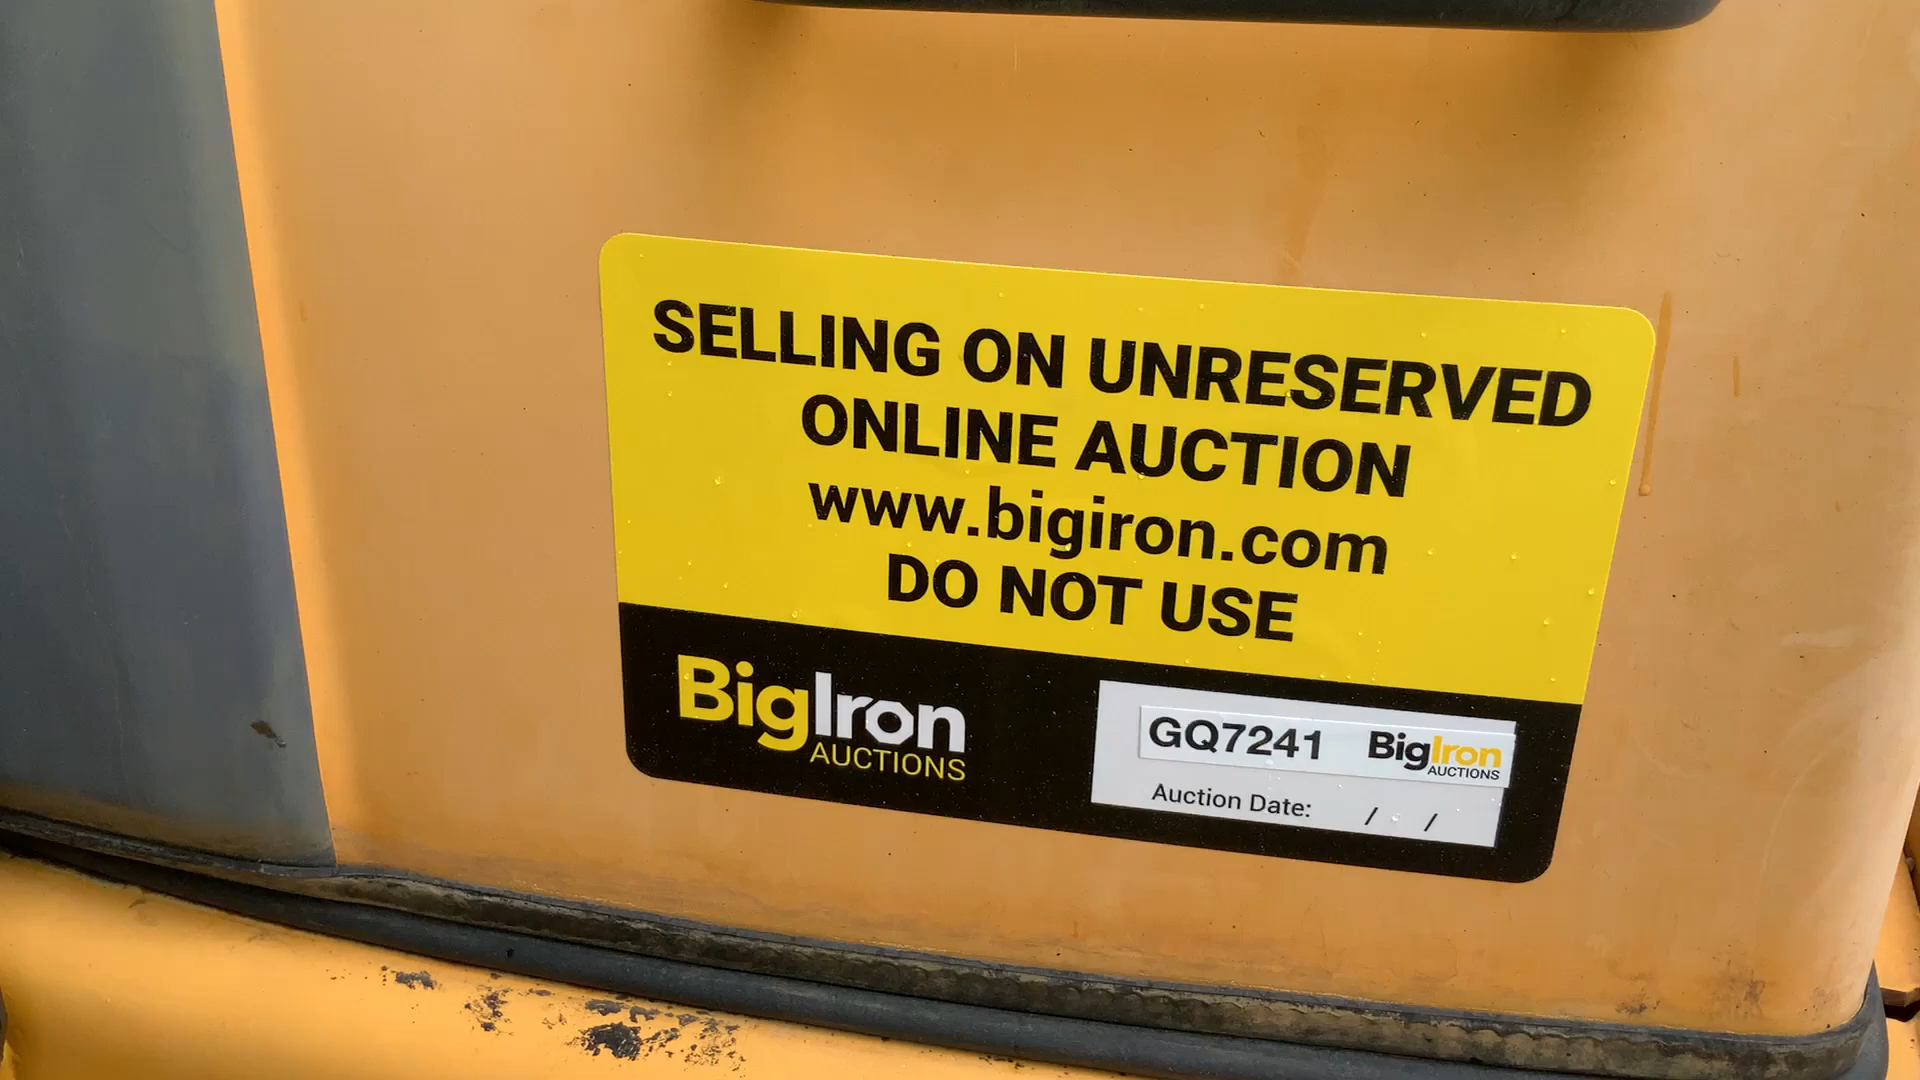 SELLING ON UNRESERVED
ONLINE AUCTION
www.bigiron.com
DO NOT USE
BigIron
AUCTIONS
GQ7241 BigIron
AUCTIONS
Auction Date: / /